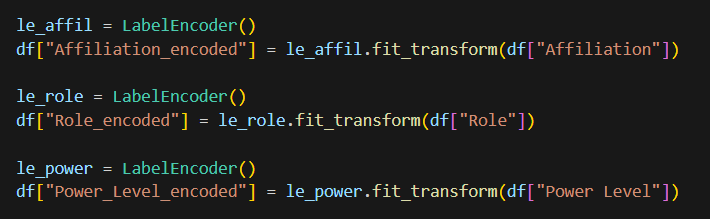 le_affil = LabelEncoder()
df["Affiliation_encoded"] = le_affil.fit_transform(df["Affiliation"])
le_role = LabelEncoder()
df["Role_encoded"] = le_role.fit_transform(df["Role"])
le_power = LabelEncoder()
df["Power_Level_encoded"] = le_power.fit_transform(df["Power Level"])